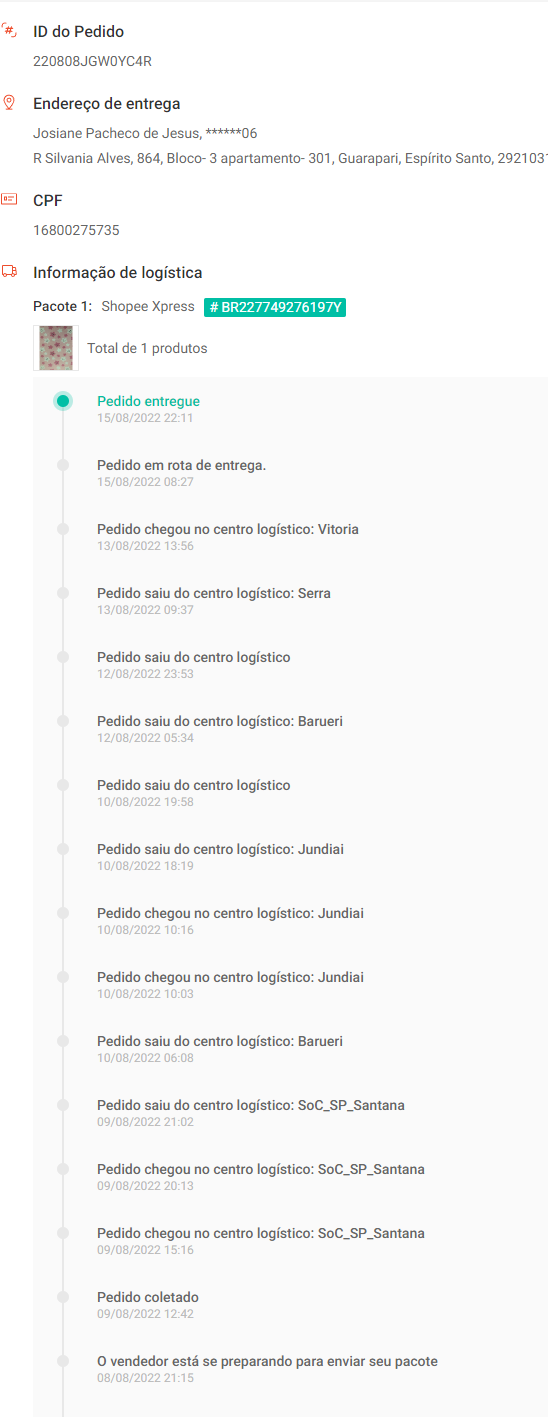 ID do Pedido
220808JGW0YC4R
Endereço de entrega
Josiane Pacheco de Jesus, ******06
R Silvania Alves, 864, Bloco- 3 apartamento- 301, Guarapari, Espírito Santo, 2921031
CPF
16800275735
Informação de logística
Pacote 1: Shopee Xpress # BR227749276197Y
Total de 1 produtos
Pedido entregue
15/08/2022 22:11
Pedido em rota de entrega.
15/08/2022 08:27
Pedido chegou no centro logístico: Vitoria
13/08/2022 13:56
Pedido saiu do centro logístico: Serra
13/08/2022 09:37
Pedido saiu do centro logístico
12/08/2022 23:53
Pedido saiu do centro logístico: Barueri
12/08/2022 05:34
Pedido saiu do centro logístico
10/08/2022 19:58
Pedido saiu do centro logístico: Jundiai
10/08/2022 18:19
Pedido chegou no centro logístico: Jundiai
10/08/2022 10:16
Pedido chegou no centro logístico: Jundiai
10/08/2022 10:03
Pedido saiu do centro logístico: Barueri
10/08/2022 06:08
Pedido saiu do centro logístico: SoC_SP_Santana
09/08/2022 21:02
Pedido chegou no centro logístico: SoC_SP_Santana
09/08/2022 20:13
Pedido chegou no centro logístico: SoC_SP_Santana
09/08/2022 15:16
Pedido coletado
09/08/2022 12:42
O vendedor está se preparando para enviar seu pacote
08/08/2022 21:15